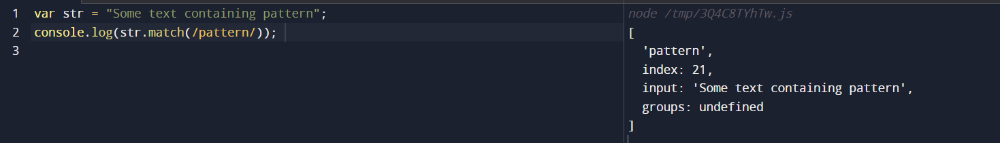 1 var str = "Some text containing pattern";
2 console.log(str.match(/pattern/));
3
node /tmp/3Q4C8TYhTw.js
[
  'pattern',
  index: 21,
  input: 'Some text containing pattern',
  groups: undefined
]